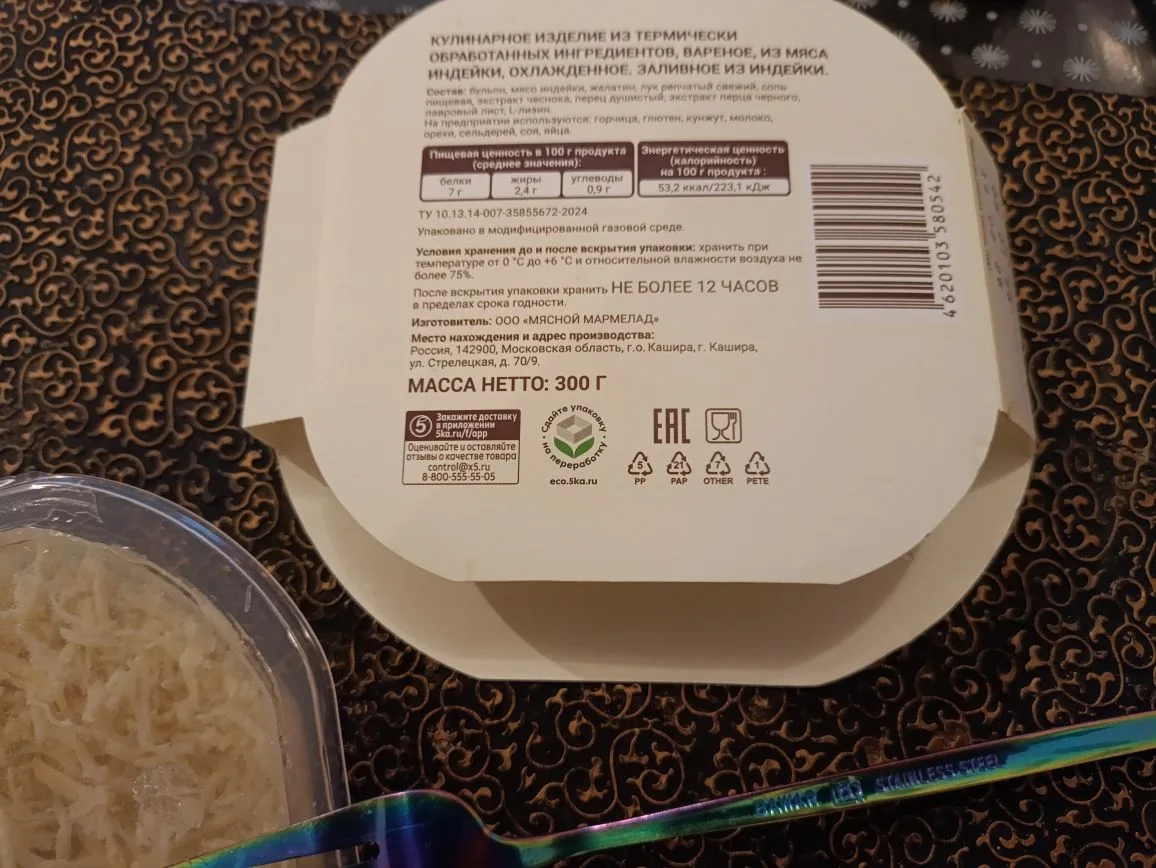 КУЛИНАРНОЕ ИЗДЕЛИЕ ИЗ ТЕРМИЧЕСКИ
ОБРАБОТАННЫХ ИНГРЕДИЕНТОВ, ВАРЕНОЕ, ИЗ МЯСА
ИНДЕЙКИ, ОХЛАЖДЕННОЕ. ЗАЛИВНОЕ ИЗ ИНДЕЙКИ.
Состав: бульон, мясо индейки, желатин, лук репчатый свежий, соль
пищевая, экстракт чеснока, перец душистый, экстракт перца черного,
лавровый лист, L-лизин.
На предприятии используются: горчица, глютен, кунжут, молоко,
орехи, сельдерей, соя, яйца.
Пищевая ценность в 100 г продукта
(среднее значения):
белки
7 г
жиры
2,4 г
углеводы
0,9 г
Энергетическая ценность
(калорийность)
на 100 г продукта :
53,2 ккал/223,1 кДж
ТУ 10.13.14-007-35855672-2024
Упаковано в модифицированной газовой среде.
Условия хранения до и после вскрытия упаковки: хранить при
температуре от 0 °С до +6 °С и относительной влажности воздуха не
более 75%.
После вскрытия упаковки хранить НЕ БОЛЕЕ 12 ЧАСОВ
в пределах срока годности.
Изготовитель: ООО «МЯСНОЙ МАРМЕЛАД»
Место нахождения и адрес производства:
Россия, 142900, Московская область, г.о. Кашира, г. Кашира,
ул. Стрелецкая, д. 70/9.
МАССА НЕТТО: 300 Г
4 620103 580542
5
Закажите доставку
в приложении
5ka.ru/f/app
Оценивайте и оставляйте
отзывы о качестве товара
control@x5.ru
8-800-555-55-05
Сдайте упаковку
на переработку
eco.5ka.ru
EAC
5
PP
21
PAP
7
OTHER
1
PETE
STAINLESS STEEL